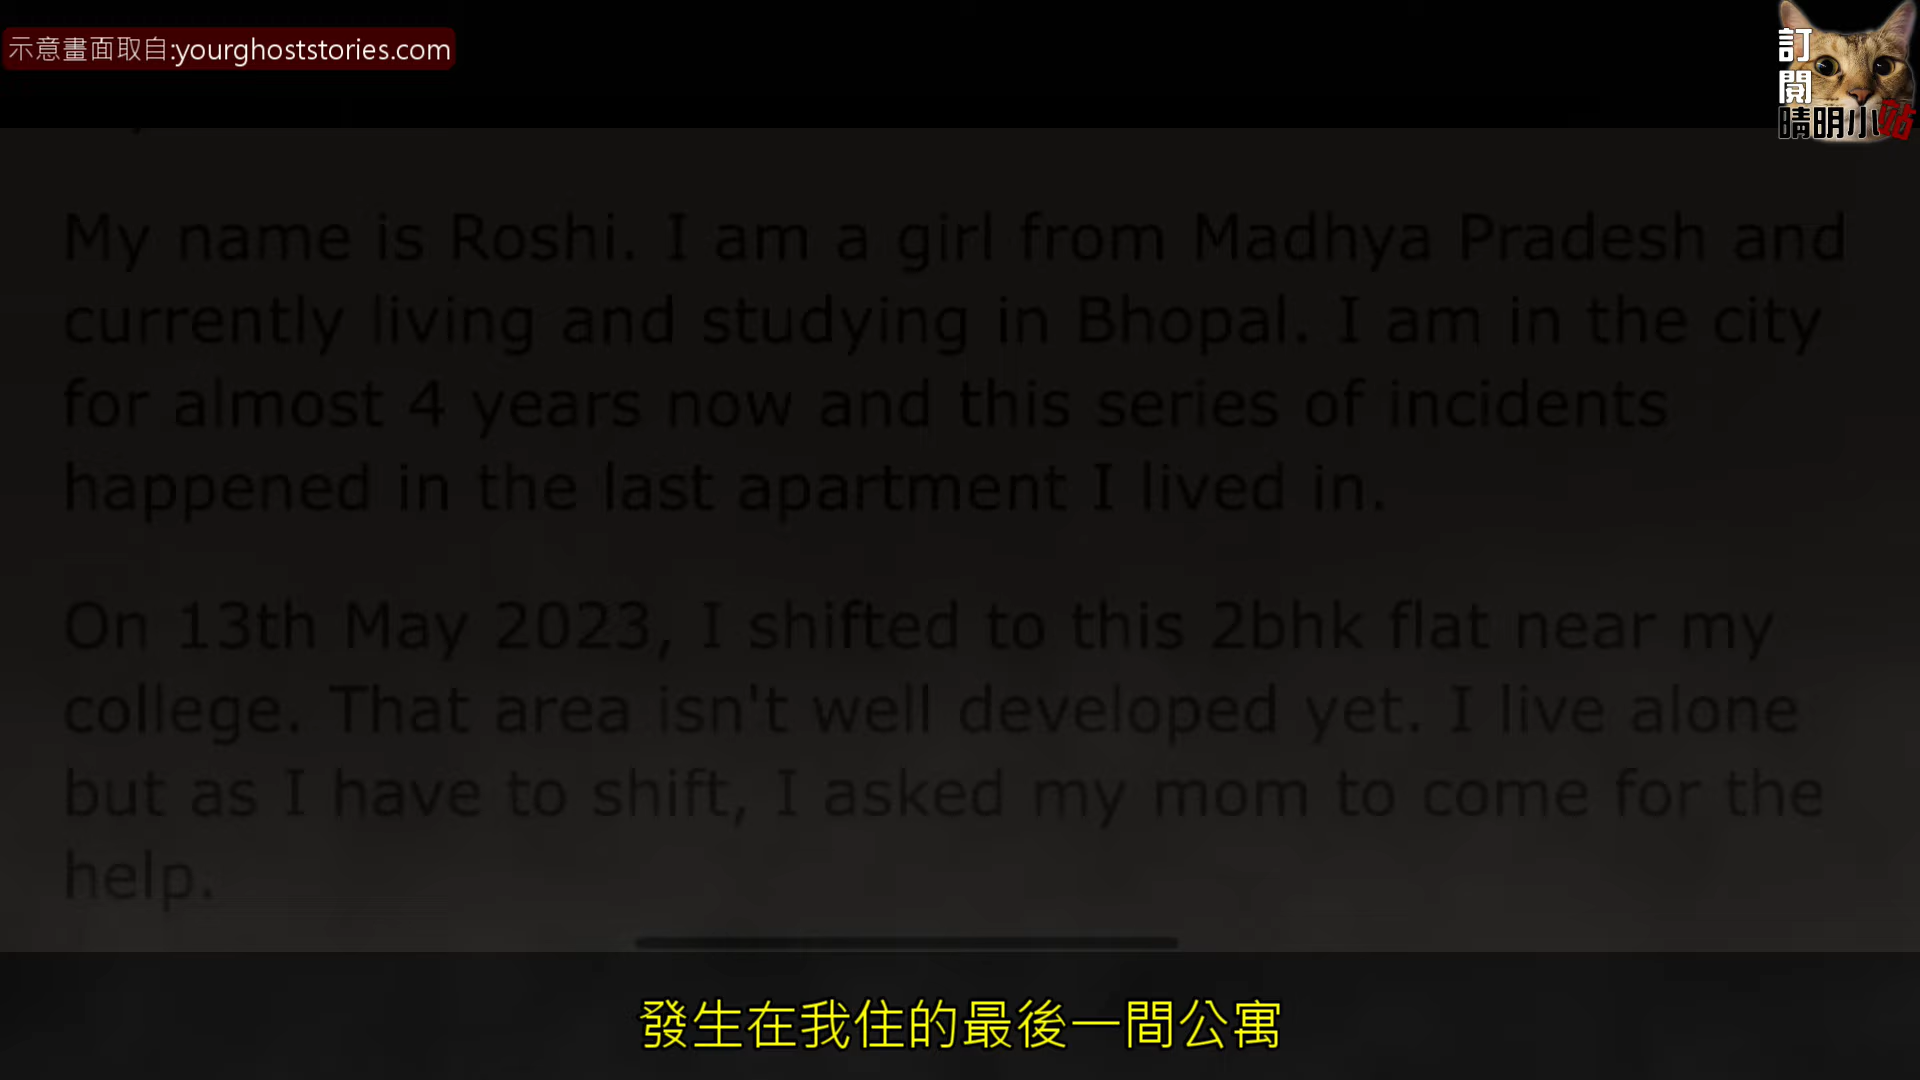 示意畫面取自:yourghoststories.com
訂
閱
晴明小站
My name is Roshi. I am a girl from Madhya Pradesh and
currently living and studying in Bhopal. I am in the city
for almost 4 years now and this series of incidents
happened in the last apartment I lived in.
On 13th May 2023, I shifted to this 2bhk flat near my
college. That area isn't well developed yet. I live alone
but as I have to shift, I asked my mom to come for the
help.
發生在我住的最後一間公寓